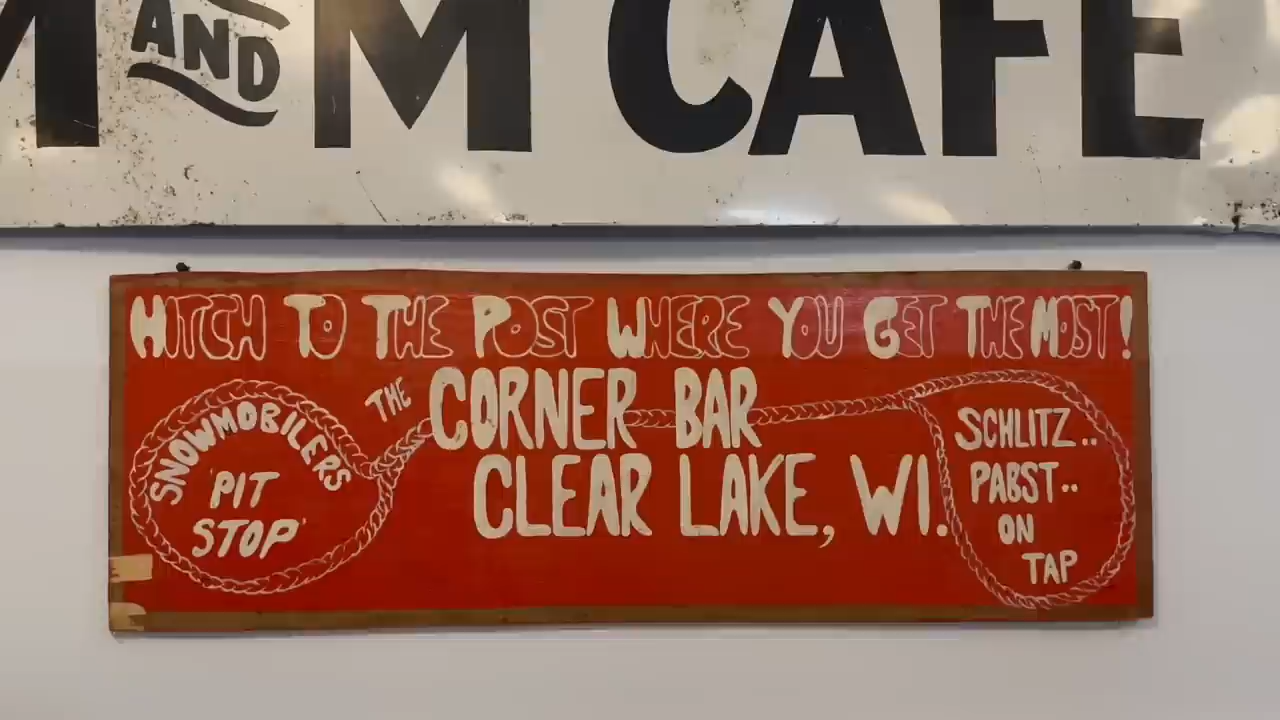 M AND M CAFE
HITCH TO THE POST WHERE YOU GET THE MOST!
SNOWMOBILERS
'PIT
STOP'
THE CORNER BAR
CLEAR LAKE, WI.
SCHLITZ..
PABST..
ON
TAP